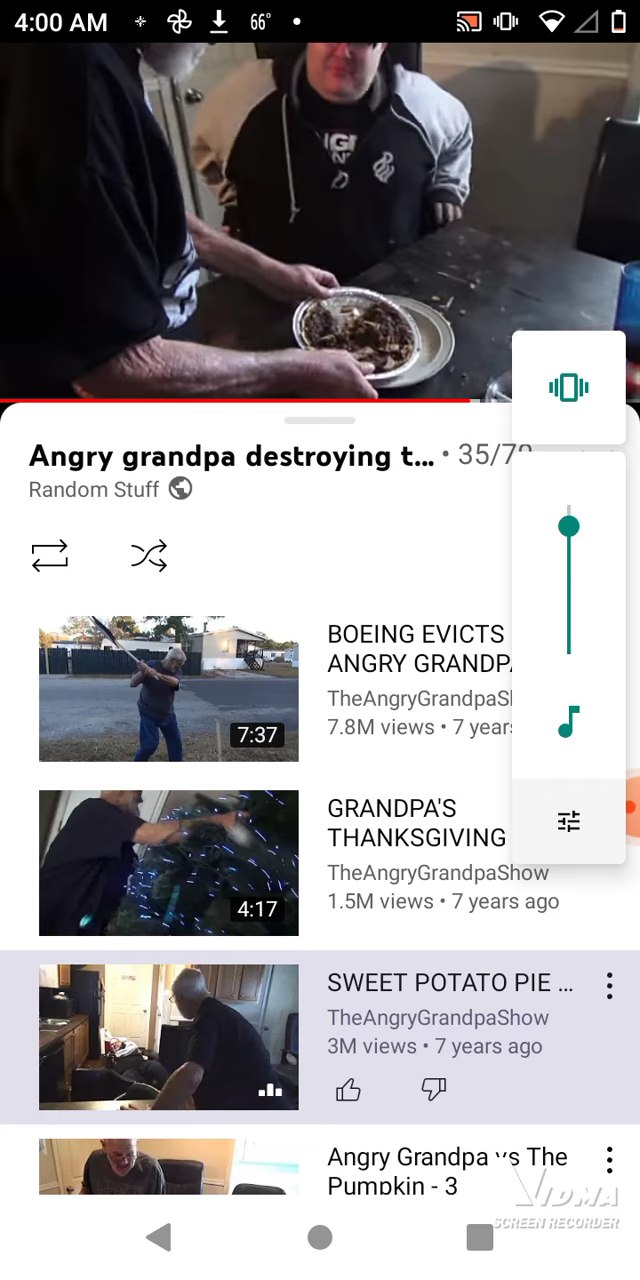 4:00 AM
66°
Angry grandpa destroying t... • 35/79
Random Stuff
BOEING EVICTS
ANGRY GRANDPA
7:37
TheAngryGrandpaSh
7.8M views • 7 years
GRANDPA'S
THANKSGIVING
4:17
TheAngryGrandpaShow
1.5M views • 7 years ago
SWEET POTATO PIE ...
TheAngryGrandpaShow
3M views • 7 years ago
Angry Grandpa vs The
Pumpkin - 3
VIDMA
SCREEN RECORDER